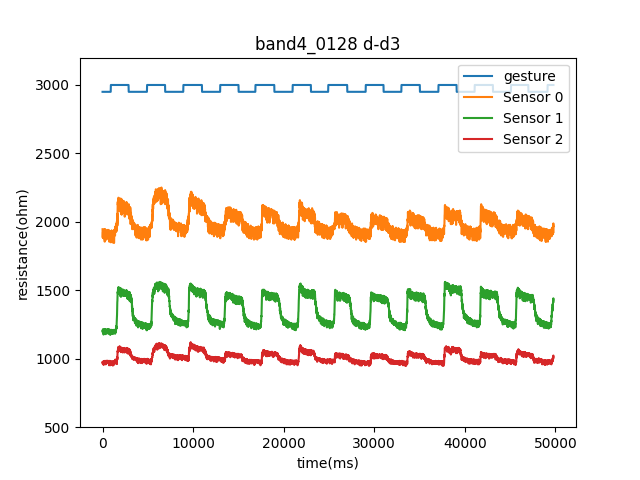 band4_0128 d-d3
gesture
Sensor 0
Sensor 1
Sensor 2
resistance(ohm)
3000
2500
2000
1500
1000
500
0 10000 20000 30000 40000 50000
time(ms)